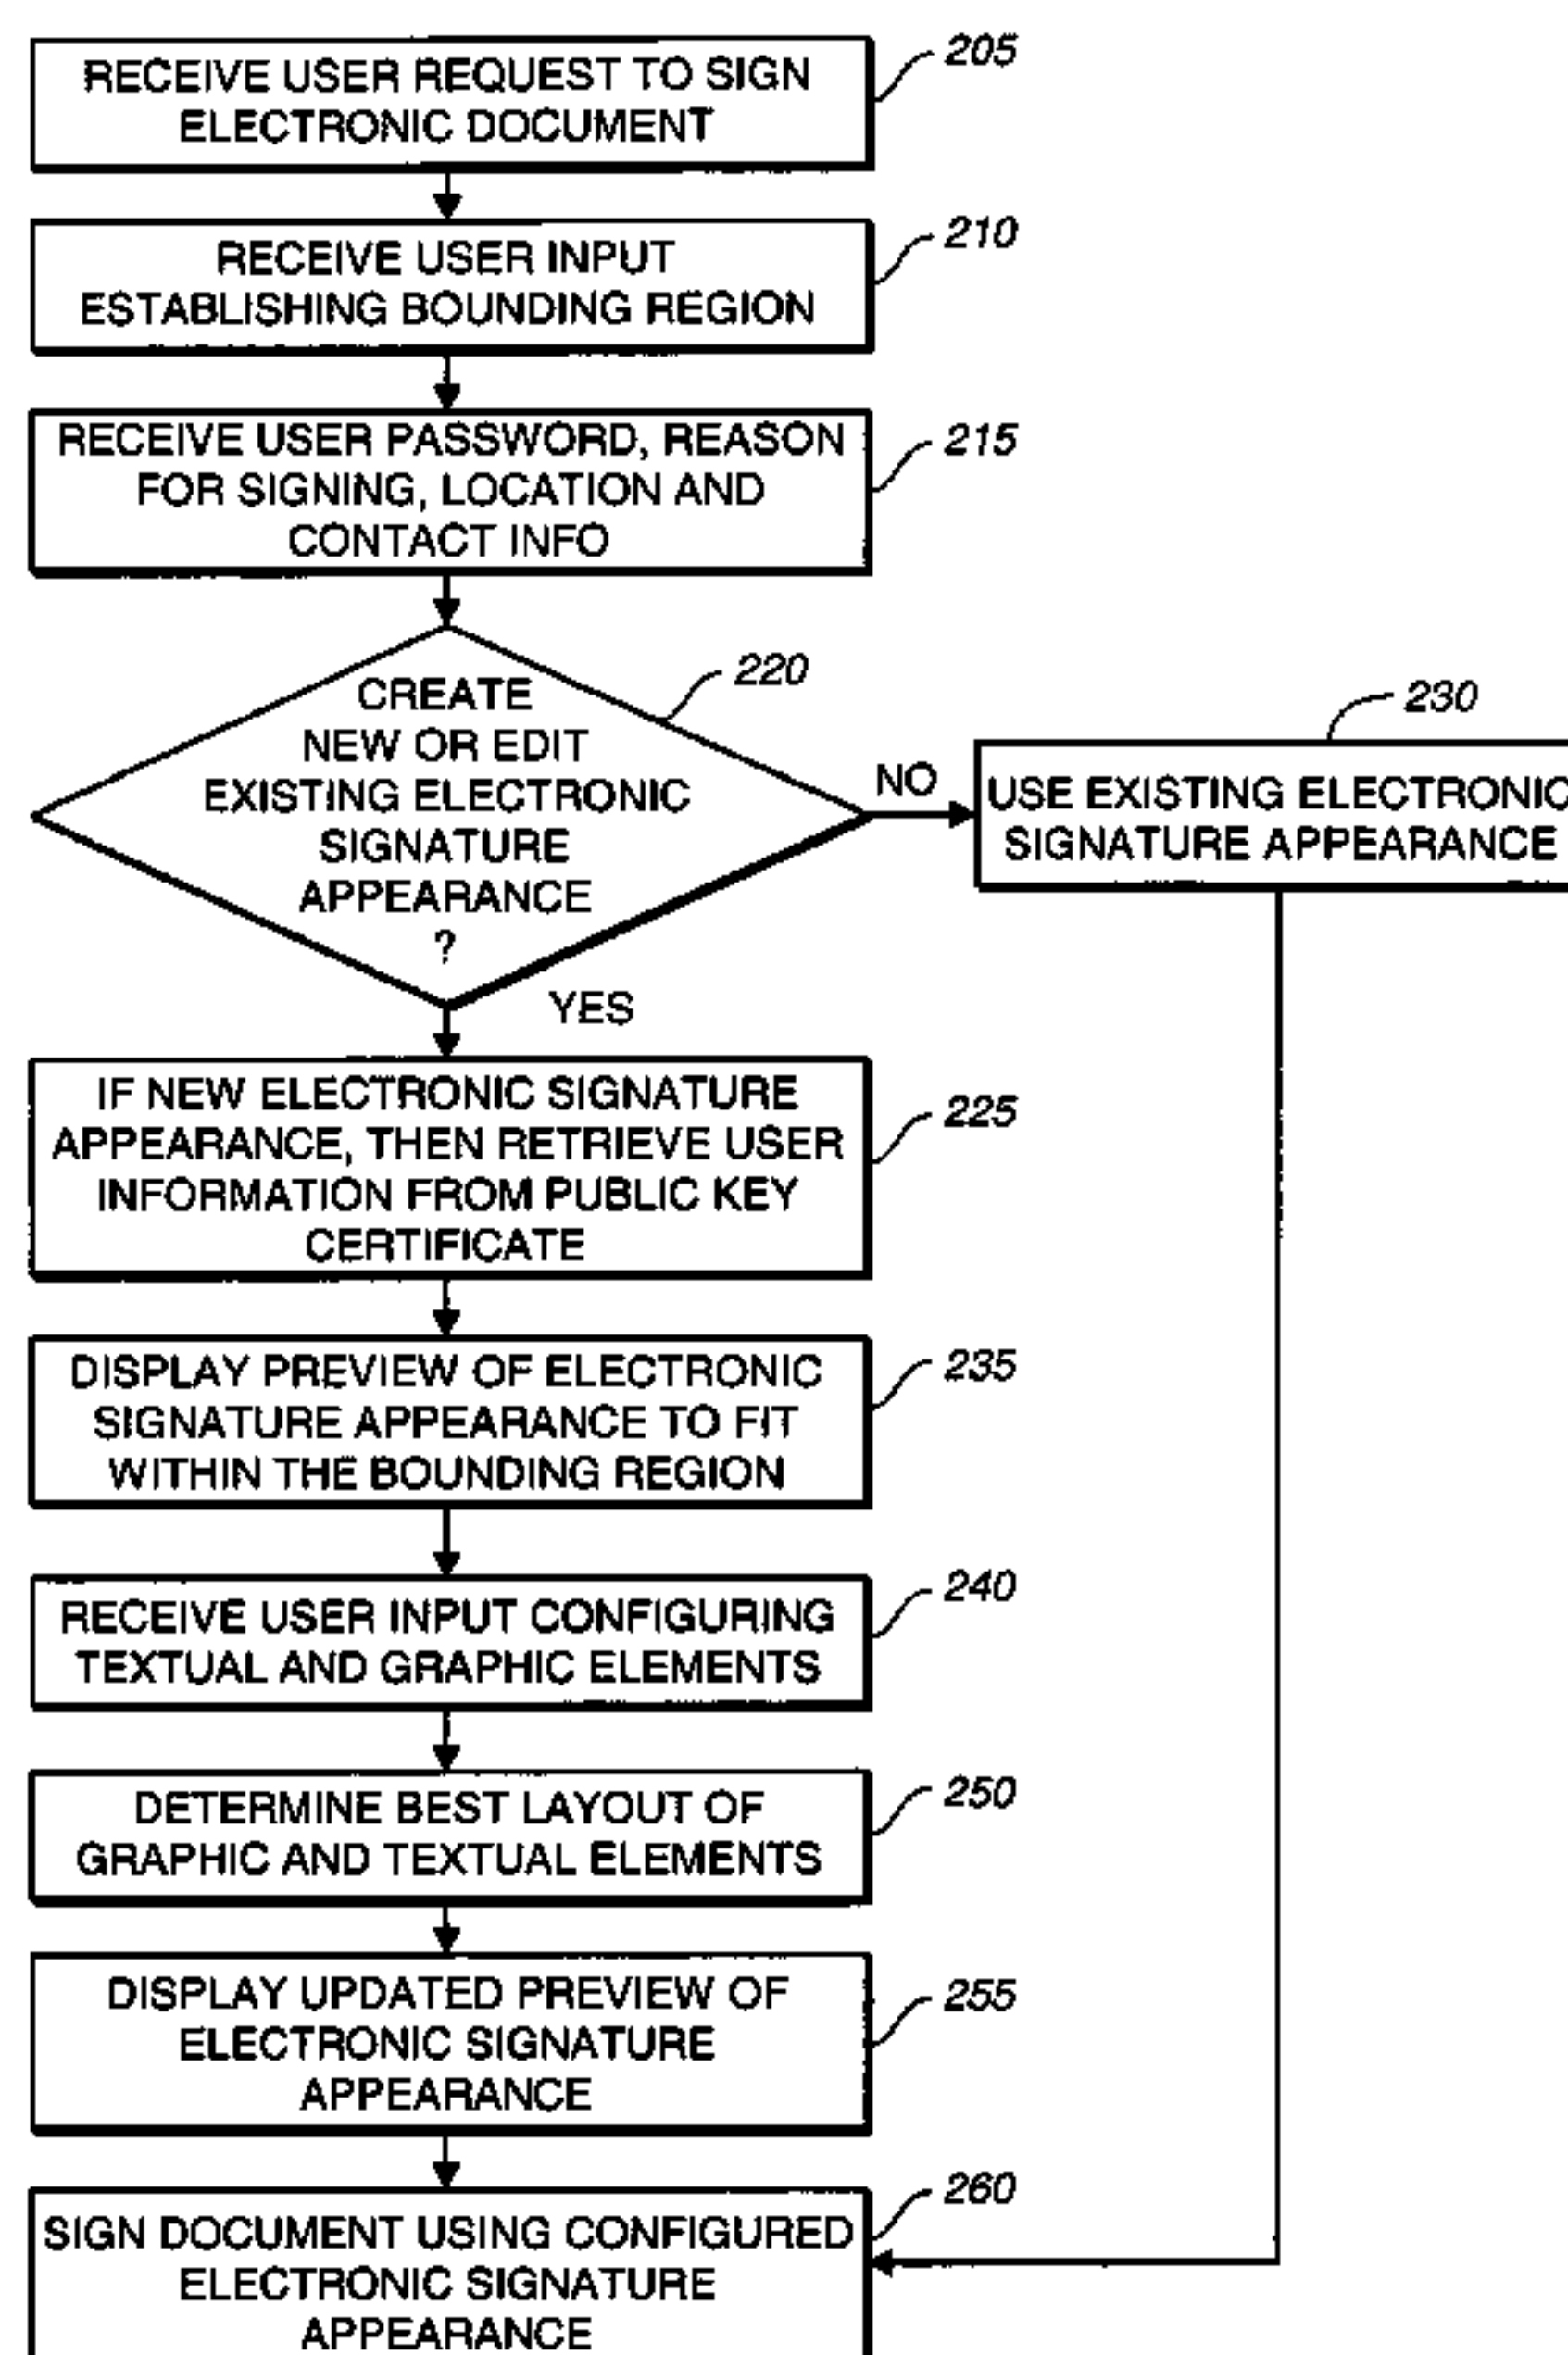 RECEIVE USER REQUEST TO SIGN
ELECTRONIC DOCUMENT
205
RECEIVE USER INPUT
ESTABLISHING BOUNDING REGION
210
RECEIVE USER PASSWORD, REASON
FOR SIGNING, LOCATION AND
CONTACT INFO
215
CREATE
NEW OR EDIT
EXISTING ELECTRONIC
SIGNATURE
APPEARANCE
?
220
NO
230
USE EXISTING ELECTRONIC
SIGNATURE APPEARANCE
YES
IF NEW ELECTRONIC SIGNATURE
APPEARANCE, THEN RETRIEVE USER
INFORMATION FROM PUBLIC KEY
CERTIFICATE
225
DISPLAY PREVIEW OF ELECTRONIC
SIGNATURE APPEARANCE TO FIT
WITHIN THE BOUNDING REGION
235
RECEIVE USER INPUT CONFIGURING
TEXTUAL AND GRAPHIC ELEMENTS
240
DETERMINE BEST LAYOUT OF
GRAPHIC AND TEXTUAL ELEMENTS
250
DISPLAY UPDATED PREVIEW OF
ELECTRONIC SIGNATURE
APPEARANCE
255
SIGN DOCUMENT USING CONFIGURED
ELECTRONIC SIGNATURE
APPEARANCE
260